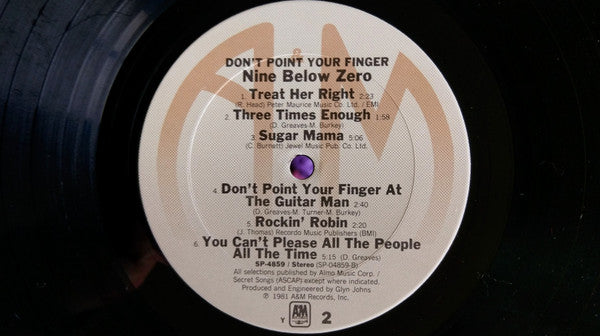 DON'T POINT YOUR FINGER
Nine Below Zero
1. Treat Her Right 2:23
(R. Head) Peter Maurice Music Co. Ltd. / EMI
2. Three Times Enough 1:58
(D. Greaves-M. Burkey)
3. Sugar Mama 5:06
(C. Burnett) Jewel Music Pub. Co. Ltd.
4. Don't Point Your Finger At
The Guitar Man 2:40
(D. Greaves-M. Turner-M. Burkey)
5. Rockin' Robin 2:20
(J. Thomas) Recordo Music Publishers (BMI)
6. You Can't Please All The People
All The Time 5:15 (D. Greaves)
SP-4859 / Stereo (SP-04859-B)
All selections published by Almo Music Corp. /
Secret Songs (ASCAP) except where indicated.
Produced and Engineered by Glyn Johns
℗ 1981 A&M Records, Inc.
Y A&M RECORDS 2